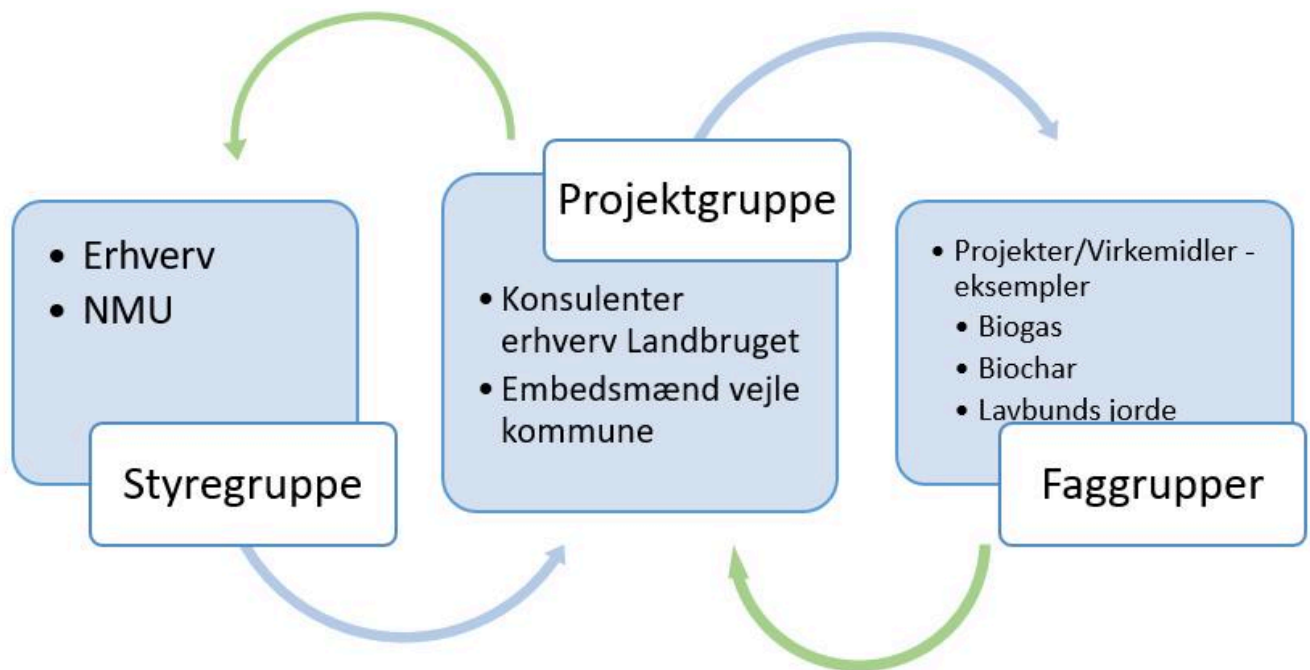 • Erhverv
• NMU
Styregruppe
Projektgruppe
• Konsulenter
erhverv Landbruget
• Embedsmænd vejle
kommune
• Projekter/Virkemidler -
eksempler
• Biogas
• Biochar
• Lavbunds jorde
Faggrupper